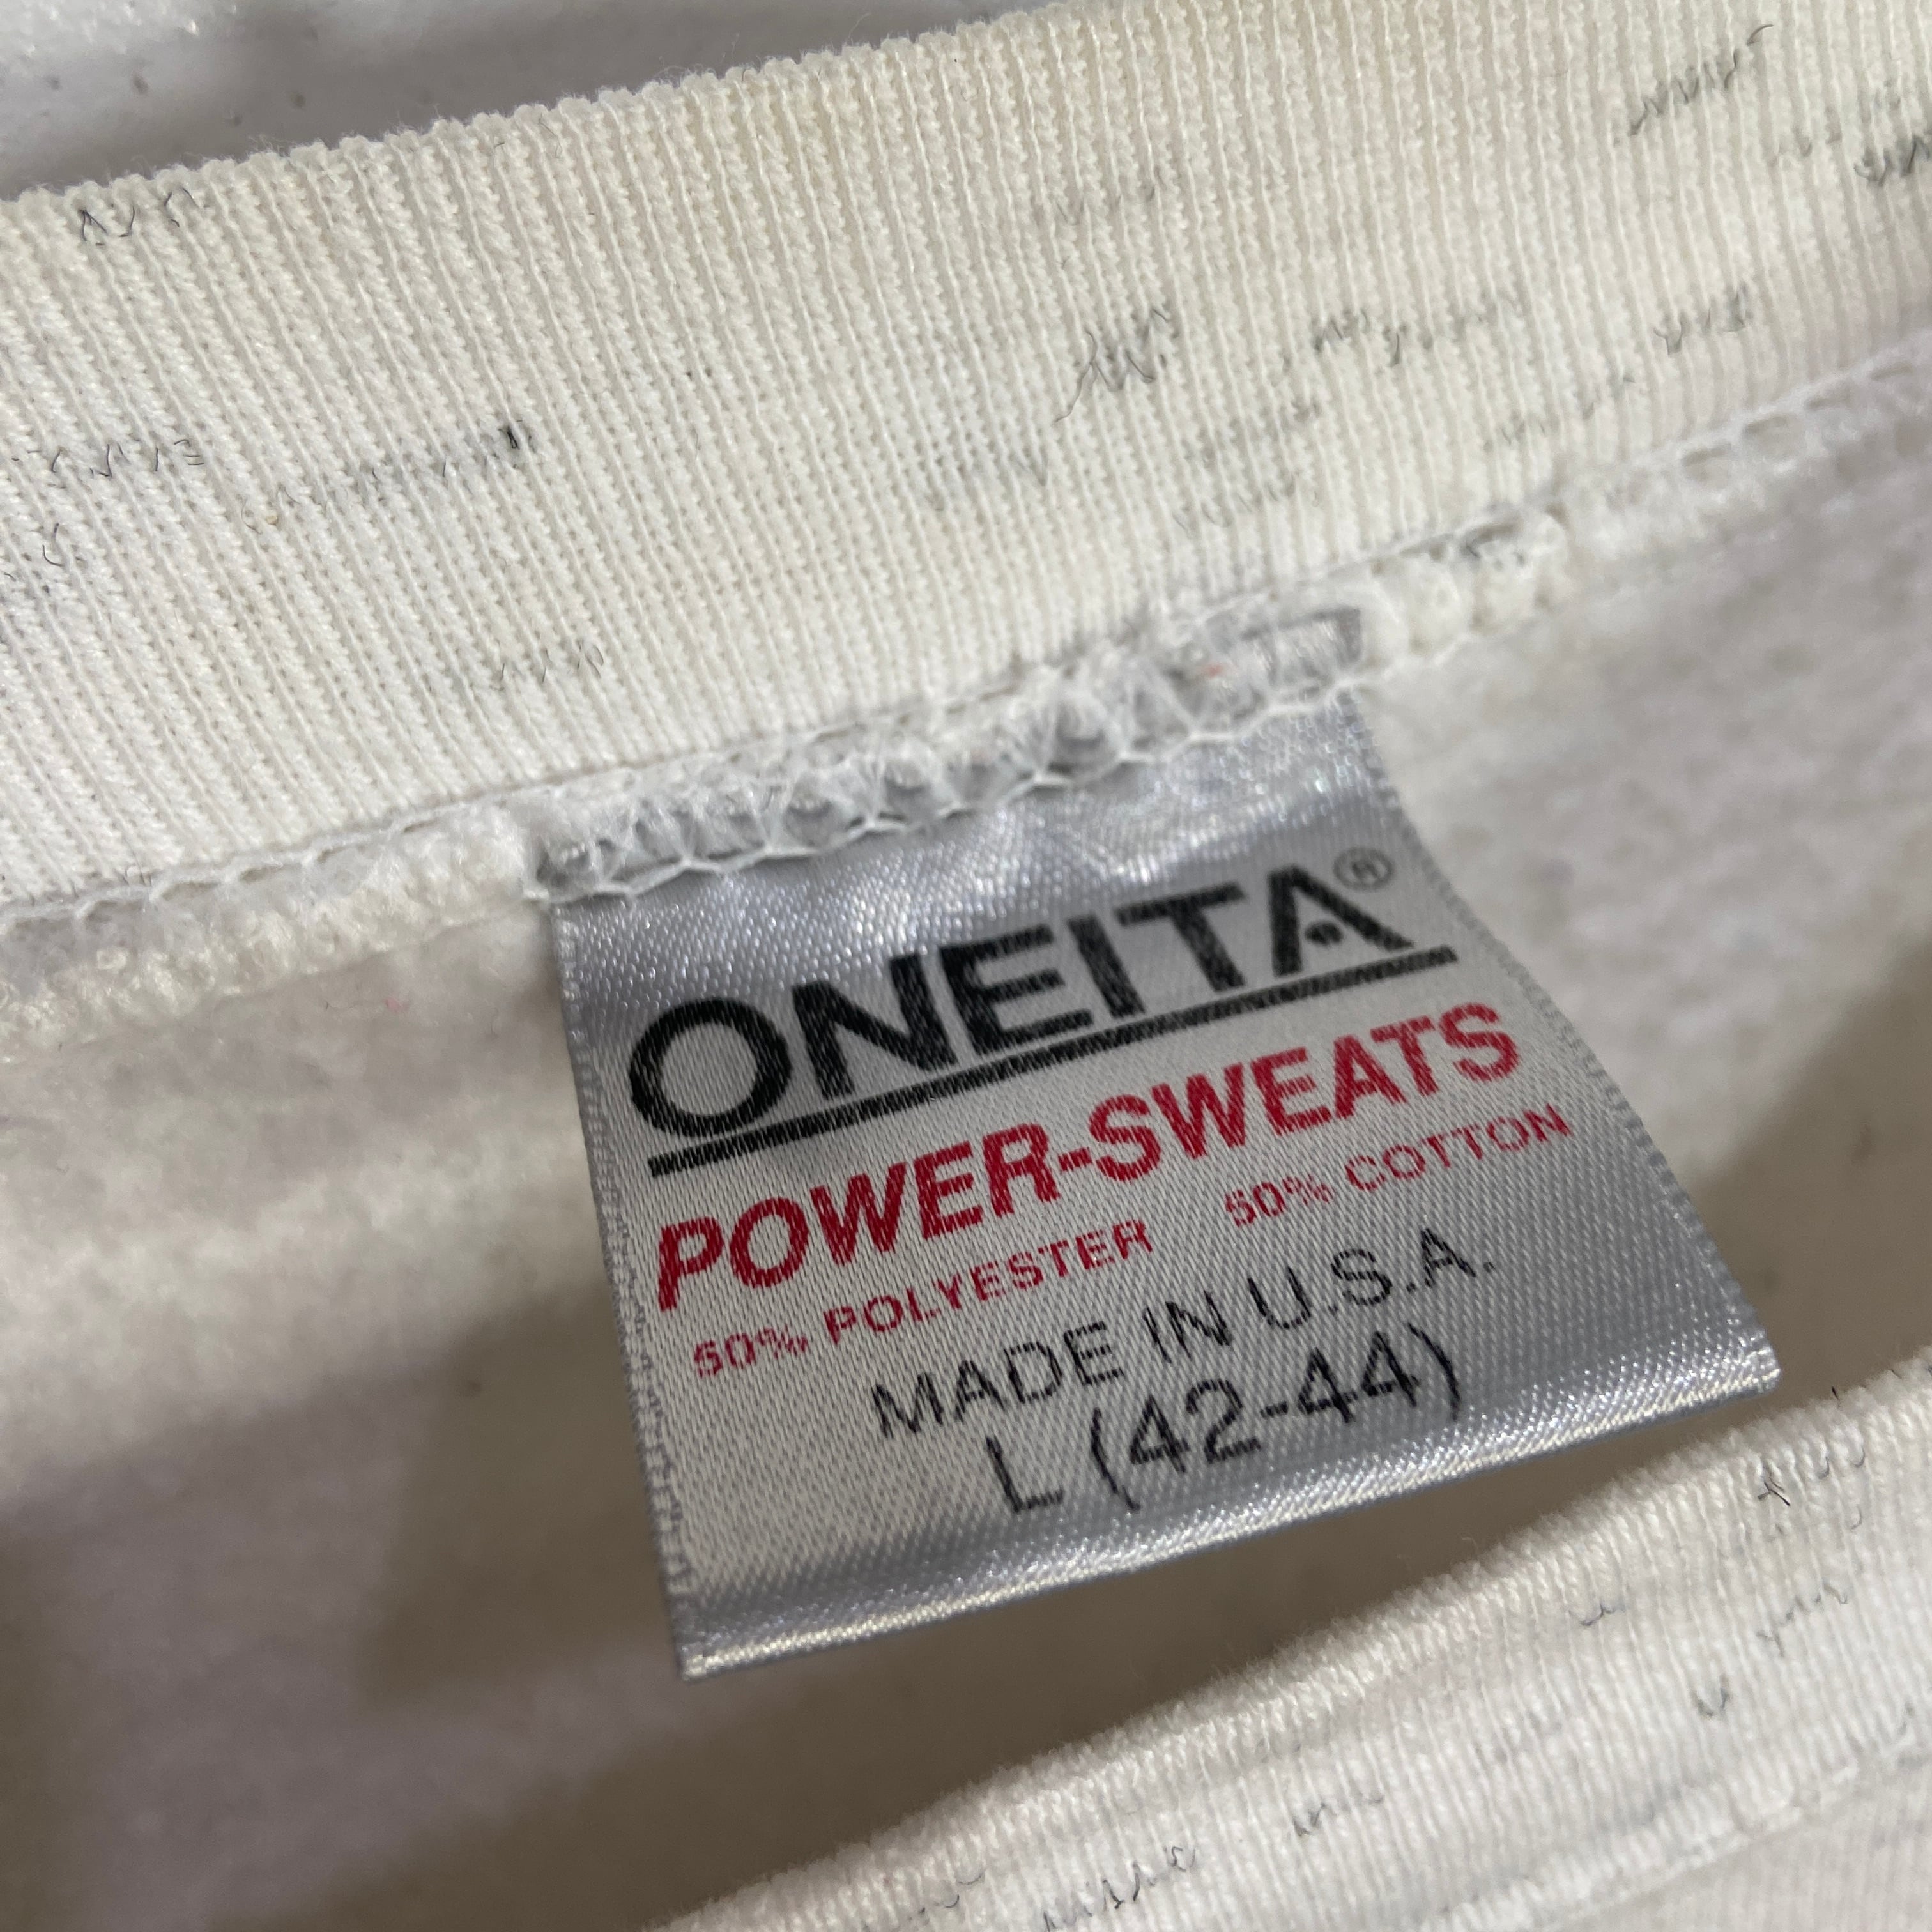 ONEITA®
POWER-SWEATS
50% POLYESTER 50% COTTON
MADE IN U.S.A.
L (42-44)